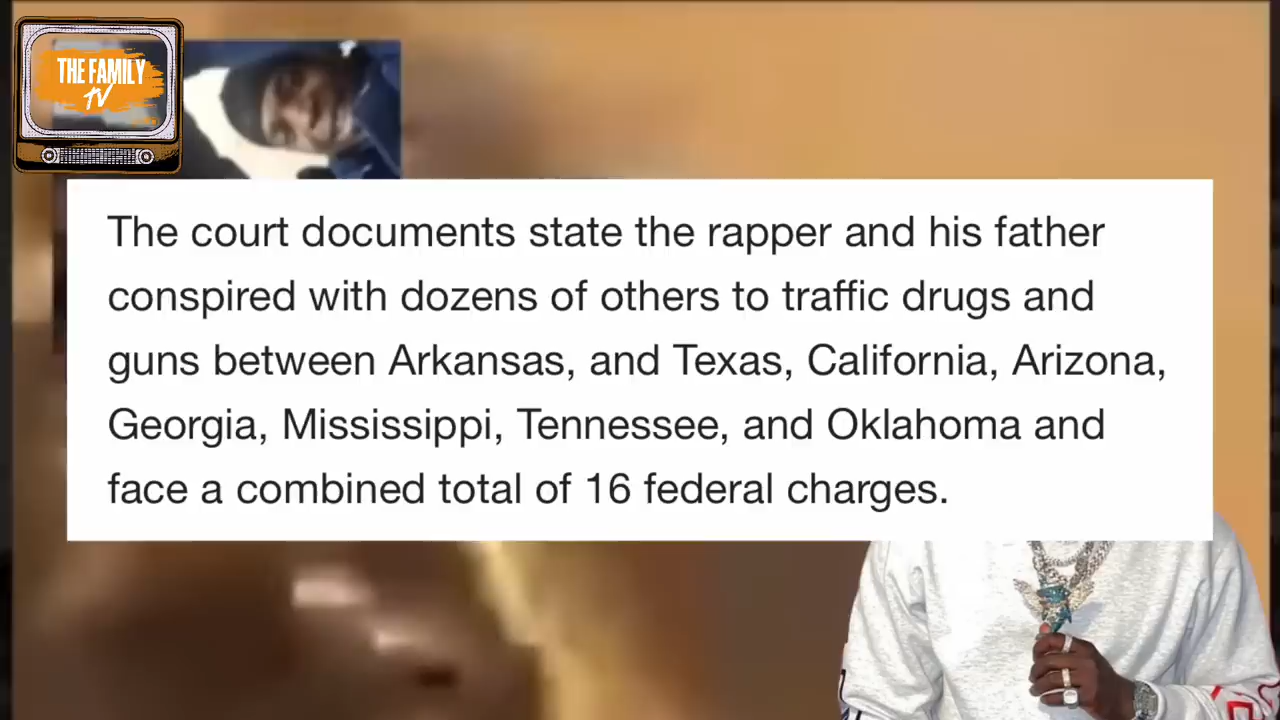 THE FAMILY
TV
The court documents state the rapper and his father
conspired with dozens of others to traffic drugs and
guns between Arkansas, and Texas, California, Arizona,
Georgia, Mississippi, Tennessee, and Oklahoma and
face a combined total of 16 federal charges.